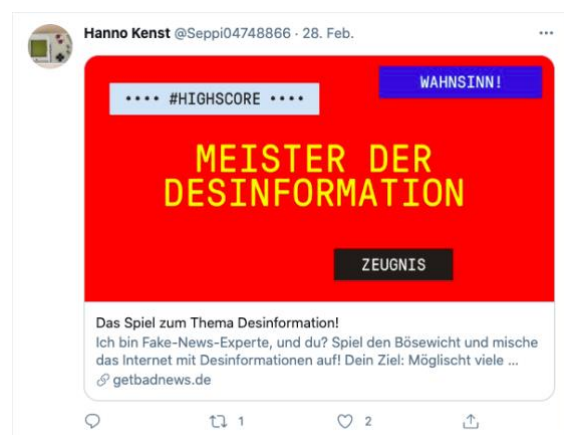 Hanno Kenst @Seppi04748866 · 28. Feb.
WAHNSINN!
•••• #HIGHSCORE ••••
MEISTER DER
DESINFORMATION
ZEUGNIS
Das Spiel zum Thema Desinformation!
Ich bin Fake-News-Experte, und du? Spiel den Bösewicht und mische
das Internet mit Desinformationen auf! Dein Ziel: Möglischt viele ...
getbadnews.de
1
2